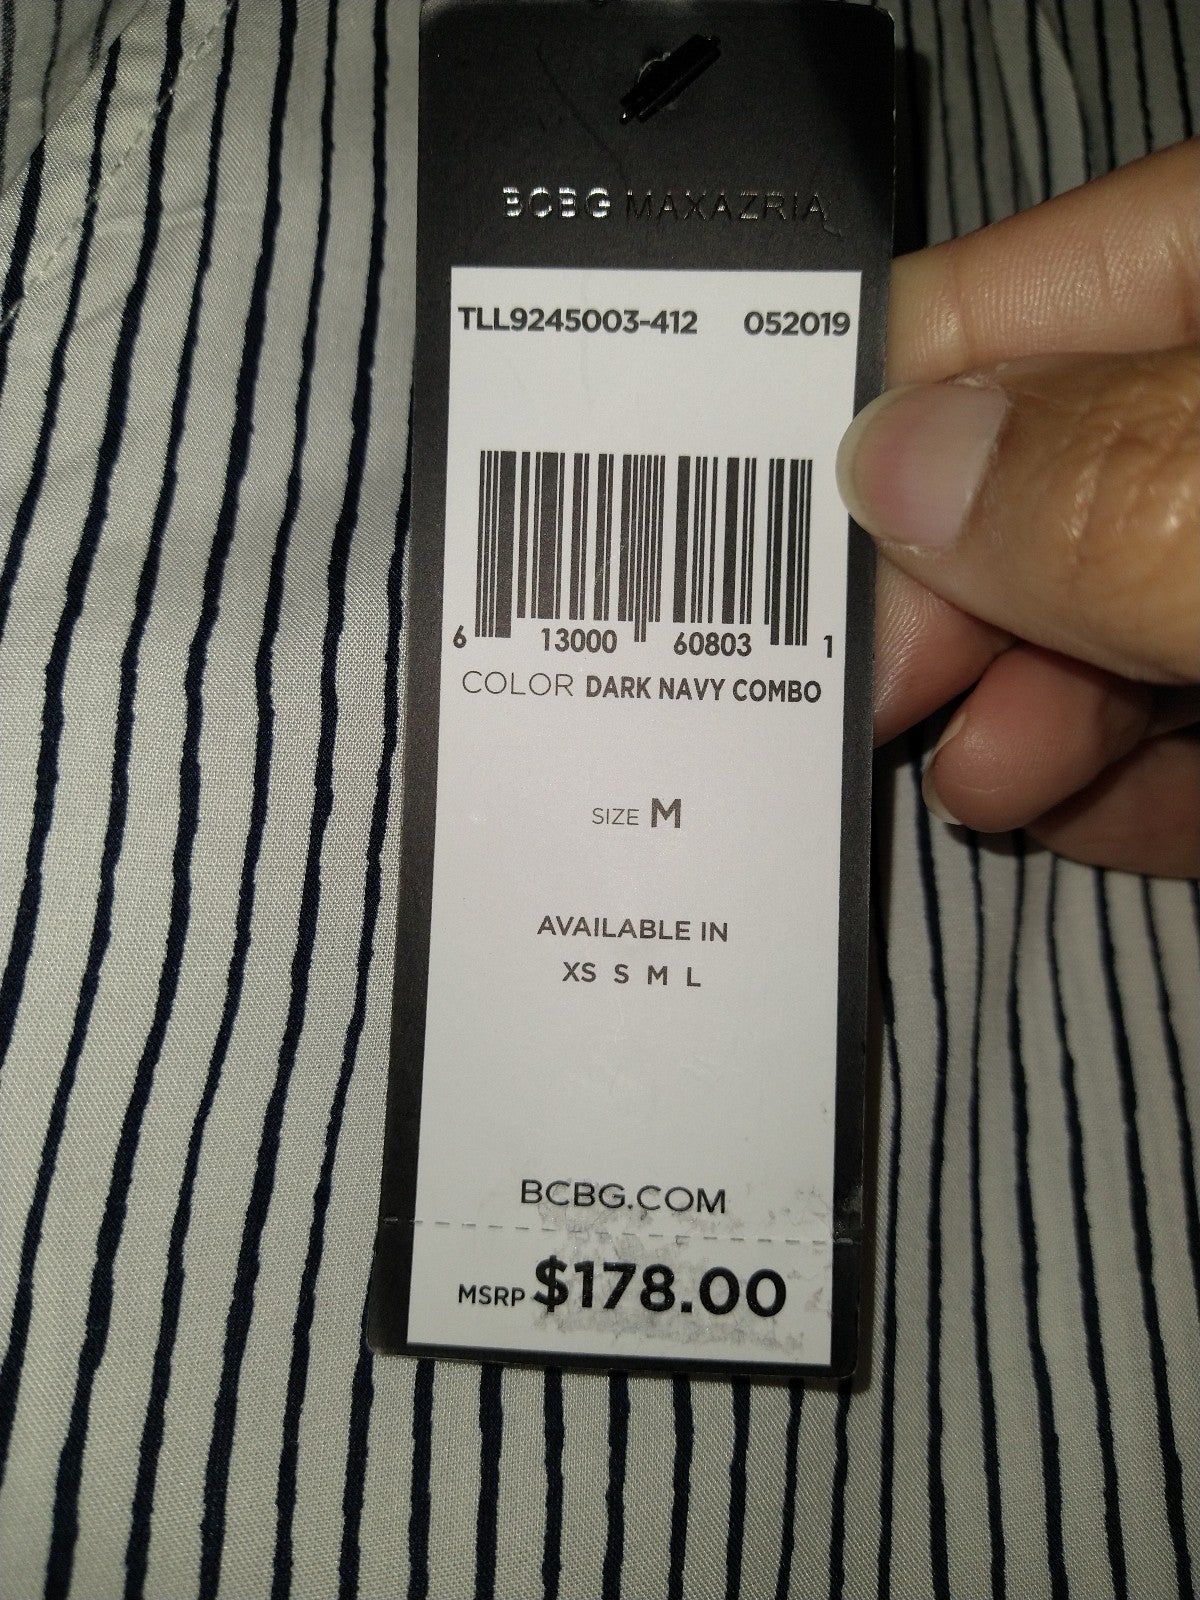 BCBG MAXAZRIA
TLL9245003-412 052019
6 13000 60803 1
COLOR DARK NAVY COMBO
SIZE M
AVAILABLE IN
XS S M L
BCBG.COM
MSRP $178.00